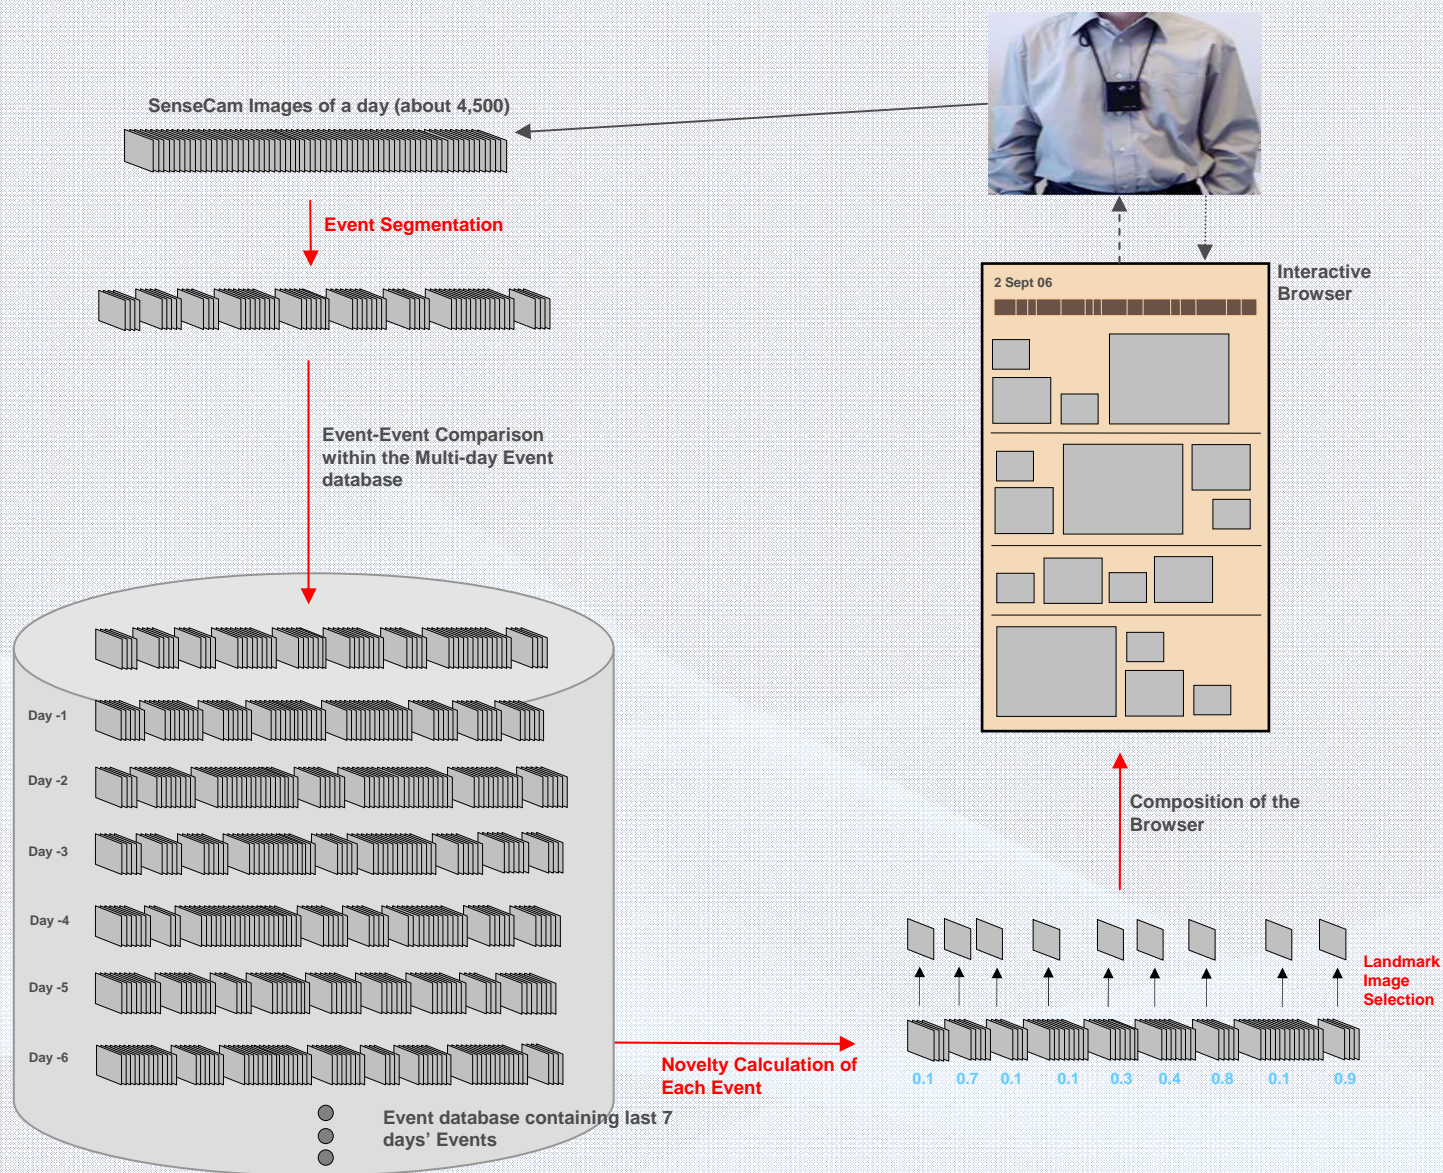 SenseCam Images of a day (about 4,500)
Event Segmentation
Event-Event Comparison
within the Multi-day Event
database
Day -1
Day -2
Day -3
Day -4
Day -5
Day -6
Event database containing last 7
days’ Events
Novelty Calculation of
Each Event
0.1 0.7 0.1 0.1 0.3 0.4 0.8 0.1 0.9
Landmark
Image
Selection
Composition of the
Browser
2 Sept 06
Interactive
Browser